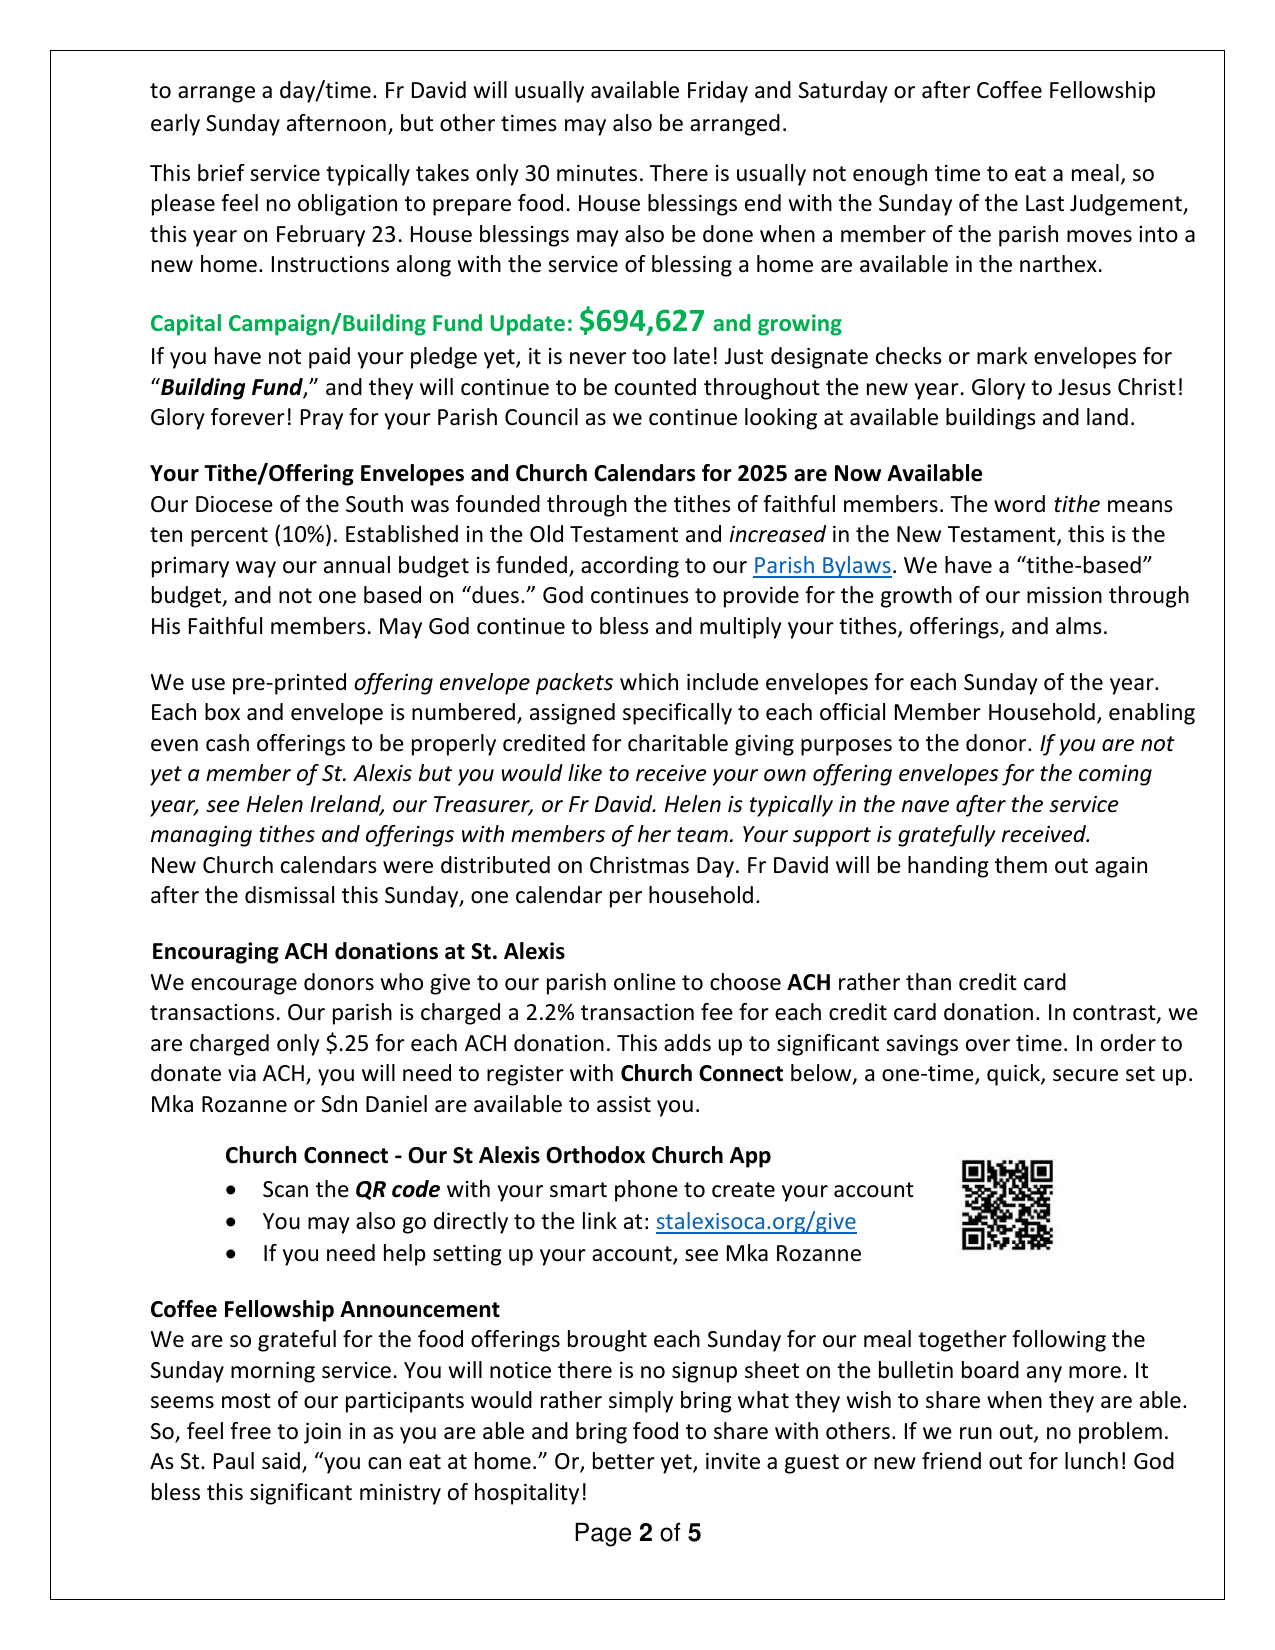 to arrange a day/time. Fr David will usually available Friday and Saturday or after Coffee Fellowship
early Sunday afternoon, but other times may also be arranged.
This brief service typically takes only 30 minutes. There is usually not enough time to eat a meal, so
please feel no obligation to prepare food. House blessings end with the Sunday of the Last Judgement,
this year on February 23. House blessings may also be done when a member of the parish moves into a
new home. Instructions along with the service of blessing a home are available in the narthex.
Capital Campaign/Building Fund Update: $694,627 and growing
If you have not paid your pledge yet, it is never too late! Just designate checks or mark envelopes for
“Building Fund,” and they will continue to be counted throughout the new year. Glory to Jesus Christ!
Glory forever! Pray for your Parish Council as we continue looking at available buildings and land.
Your Tithe/Offering Envelopes and Church Calendars for 2025 are Now Available
Our Diocese of the South was founded through the tithes of faithful members. The word tithe means
ten percent (10%). Established in the Old Testament and increased in the New Testament, this is the
primary way our annual budget is funded, according to our Parish Bylaws. We have a “tithe-based”
budget, and not one based on “dues.” God continues to provide for the growth of our mission through
His Faithful members. May God continue to bless and multiply your tithes, offerings, and alms.
We use pre-printed offering envelope packets which include envelopes for each Sunday of the year.
Each box and envelope is numbered, assigned specifically to each official Member Household, enabling
even cash offerings to be properly credited for charitable giving purposes to the donor. If you are not
yet a member of St. Alexis but you would like to receive your own offering envelopes for the coming
year, see Helen Ireland, our Treasurer, or Fr David. Helen is typically in the nave after the service
managing tithes and offerings with members of her team. Your support is gratefully received.
New Church calendars were distributed on Christmas Day. Fr David will be handing them out again
after the dismissal this Sunday, one calendar per household.
Encouraging ACH donations at St. Alexis
We encourage donors who give to our parish online to choose ACH rather than credit card
transactions. Our parish is charged a 2.2% transaction fee for each credit card donation. In contrast, we
are charged only $.25 for each ACH donation. This adds up to significant savings over time. In order to
donate via ACH, you will need to register with Church Connect below, a one-time, quick, secure set up.
Mka Rozanne or Sdn Daniel are available to assist you.
Church Connect - Our St Alexis Orthodox Church App
• Scan the QR code with your smart phone to create your account
• You may also go directly to the link at: stalexisoca.org/give
• If you need help setting up your account, see Mka Rozanne
Coffee Fellowship Announcement
We are so grateful for the food offerings brought each Sunday for our meal together following the
Sunday morning service. You will notice there is no signup sheet on the bulletin board any more. It
seems most of our participants would rather simply bring what they wish to share when they are able.
So, feel free to join in as you are able and bring food to share with others. If we run out, no problem.
As St. Paul said, “you can eat at home.” Or, better yet, invite a guest or new friend out for lunch! God
bless this significant ministry of hospitality!
Page 2 of 5